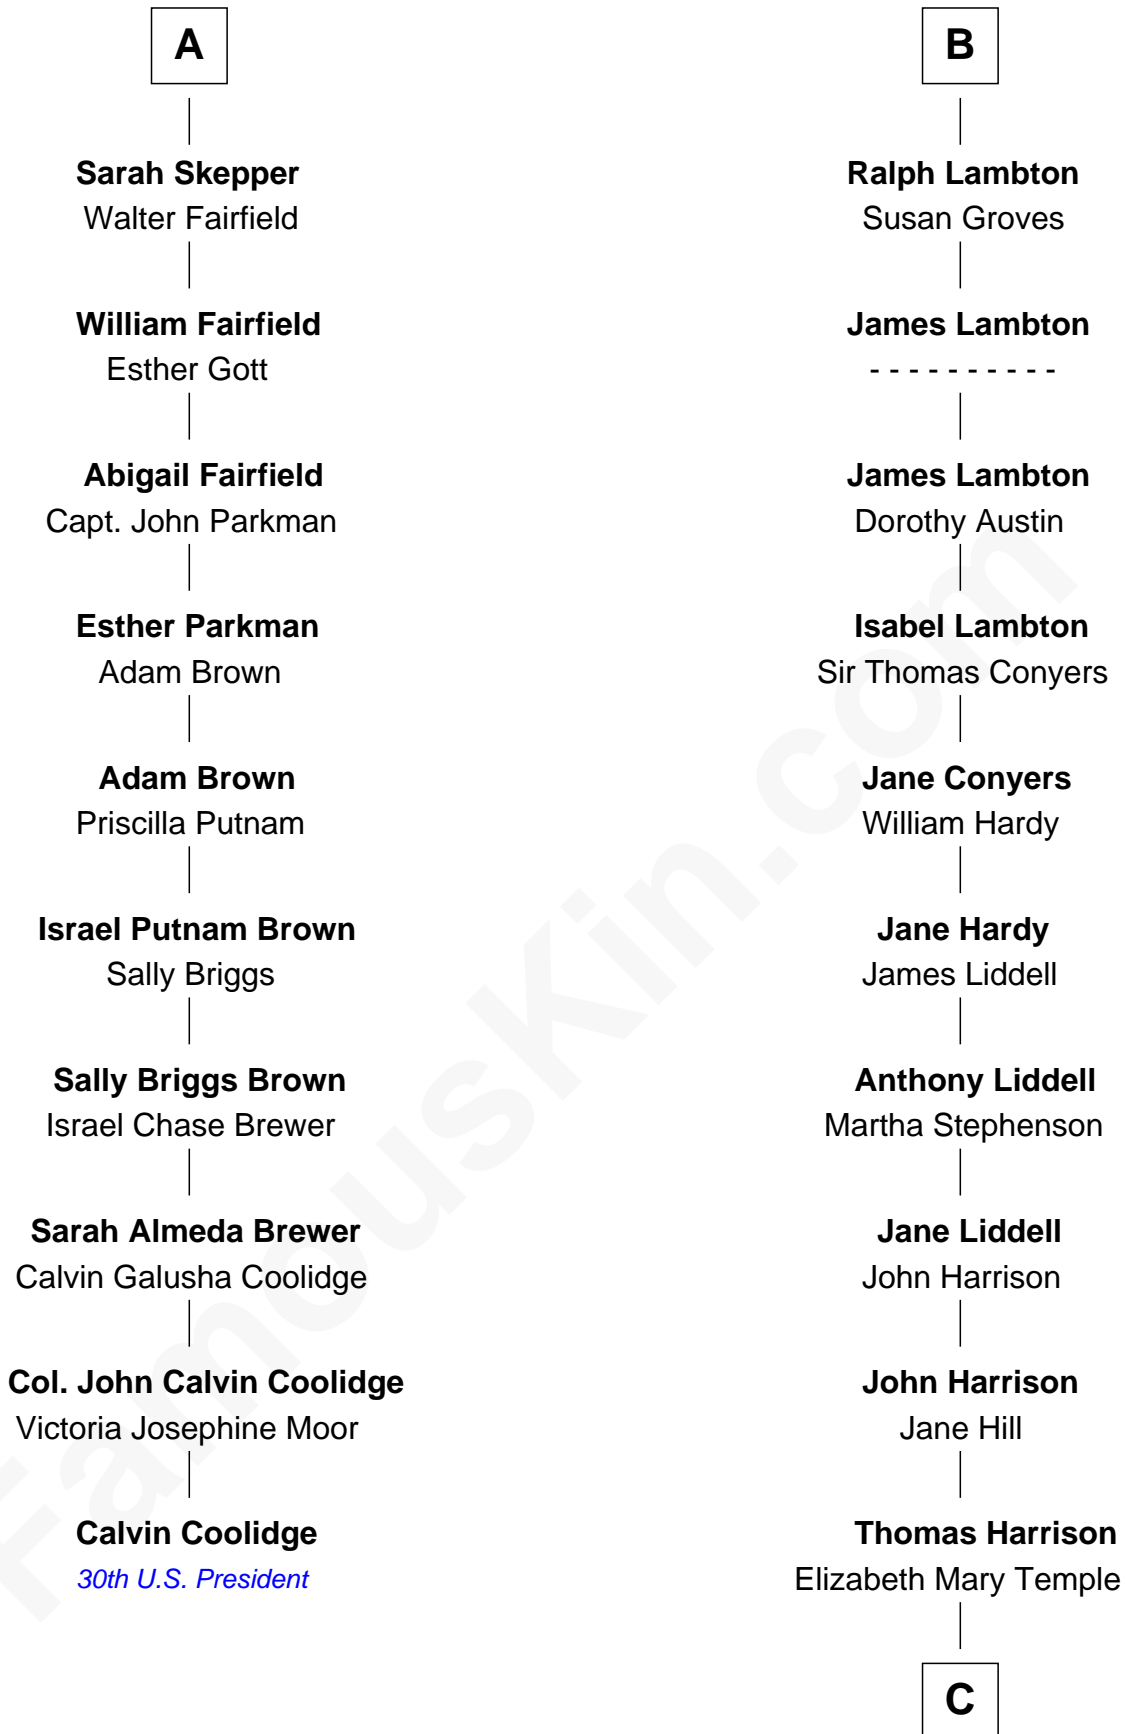 A
Sarah Skepper
Walter Fairfield
William Fairfield
Esther Gott
Abigail Fairfield
Capt. John Parkman
Esther Parkman
Adam Brown
Adam Brown
Priscilla Putnam
Israel Putnam Brown
Sally Briggs
Sally Briggs Brown
Israel Chase Brewer
Sarah Almeda Brewer
Calvin Galusha Coolidge
Col. John Calvin Coolidge
Victoria Josephine Moor
Calvin Coolidge
30th U.S. President
B
Ralph Lambton
Susan Groves
James Lambton
- - - - - - - - - -
James Lambton
Dorothy Austin
Isabel Lambton
Sir Thomas Conyers
Jane Conyers
William Hardy
Jane Hardy
James Liddell
Anthony Liddell
Martha Stephenson
Jane Liddell
John Harrison
John Harrison
Jane Hill
Thomas Harrison
Elizabeth Mary Temple
C
FamousKin.com